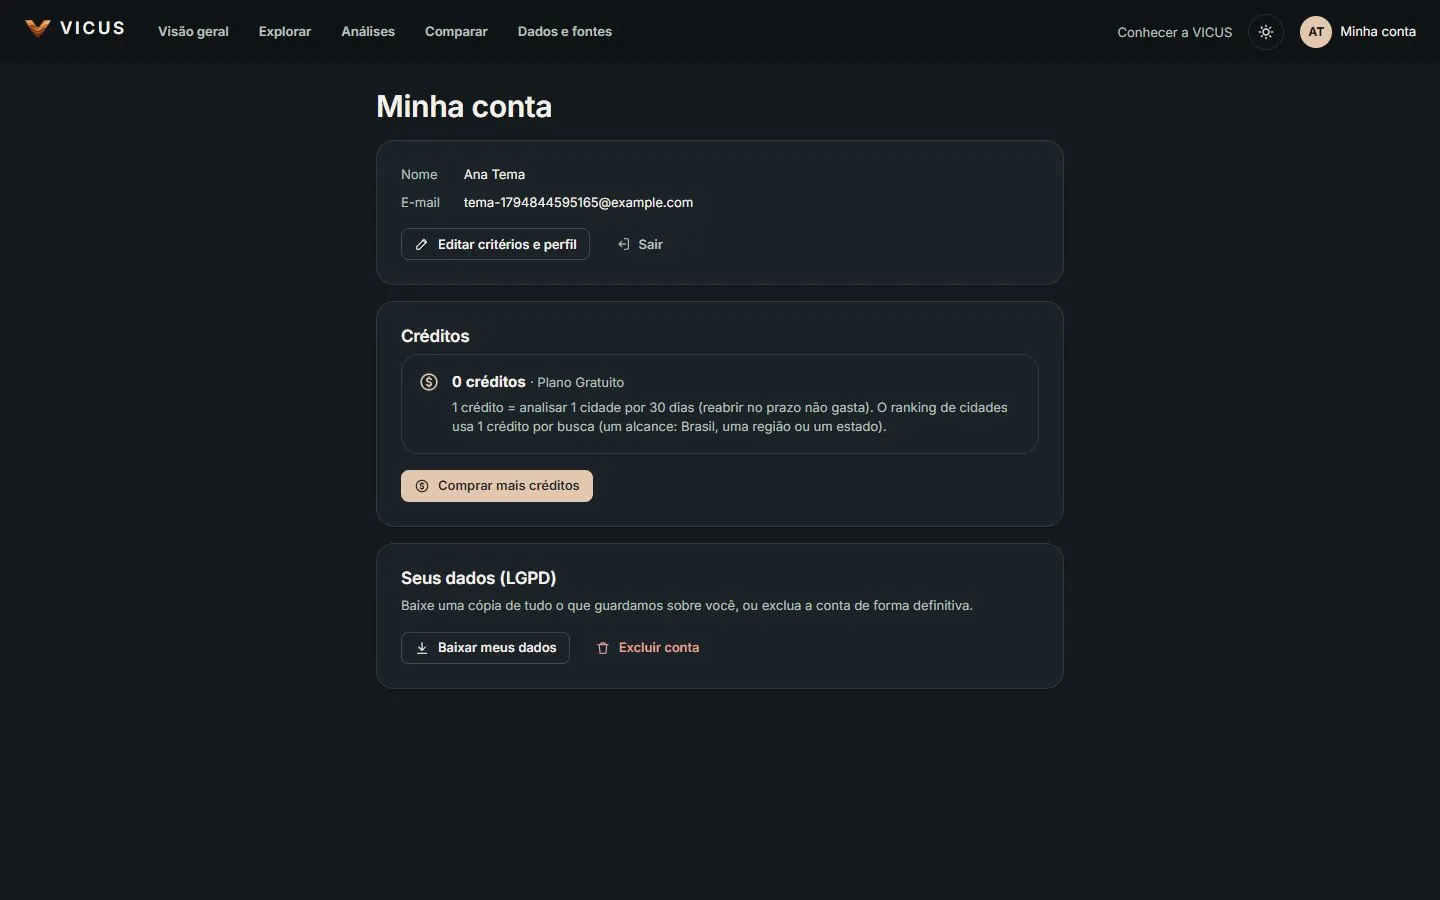 VICUS
Visão geral
Explorar
Análises
Comparar
Dados e fontes
Conhecer a VICUS
AT
Minha conta
Minha conta
Nome Ana Tema
E-mail tema-1794844595165@example.com
Editar critérios e perfil
Sair
Créditos
0 créditos · Plano Gratuito
1 crédito = analisar 1 cidade por 30 dias (reabrir no prazo não gasta). O ranking de cidades
usa 1 crédito por busca (um alcance: Brasil, uma região ou um estado).
Comprar mais créditos
Seus dados (LGPD)
Baixe uma cópia de tudo o que guardamos sobre você, ou exclua a conta de forma definitiva.
Baixar meus dados
Excluir conta